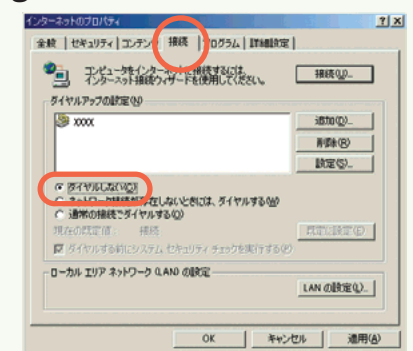 インターネットのプロパティ
全般 セキュリティ コンテンツ 接続 プログラム 詳細設定
コンピュータをインターネットに接続するには、 接続(U)...
インターネット接続ウィザードを使用してください。
ダイヤルアップの設定(N)
xxxx 追加(D)...
削除(R)
設定(S)...
ダイヤルしない(C)
ネットワーク接続が存在しないときには、ダイヤルする(W)
通常の接続でダイヤルする(O)
現在の既定値: 接続 既定に設定(E)
ダイヤルする前にシステム セキュリティ チェックを実行する(P)
ローカル エリア ネットワーク (LAN) の設定
LAN の設定(L)...
OK キャンセル 適用(A)